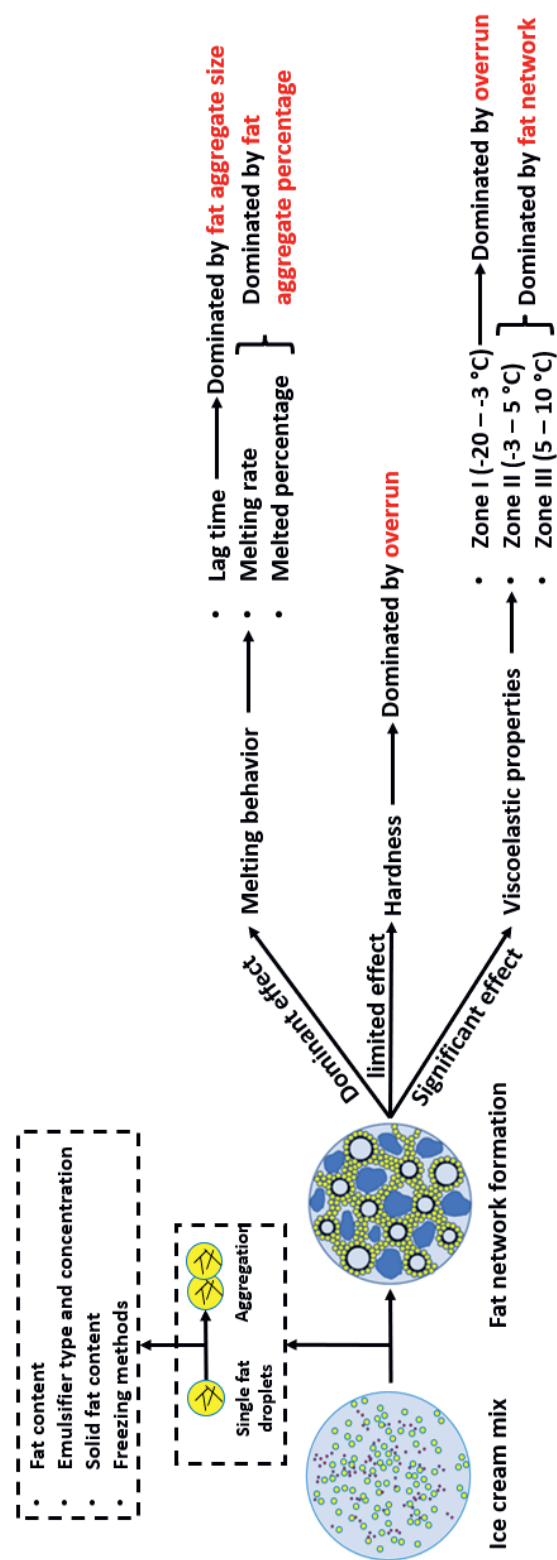 • Fat content
• Emulsifier type and concentration
• Solid fat content
• Freezing methods
Single fat
droplets
Aggregation
Ice cream mix
Fat network formation
Dominant effect
limited effect
Significant effect
Melting behavior
• Lag time
Dominated by fat aggregate size
• Melting rate
• Melted percentage
Dominated by fat
aggregate percentage
Hardness
Dominated by overrun
Viscoelastic properties
• Zone I (-20 – -3 °C)
Dominated by overrun
• Zone II (-3 – 5 °C)
• Zone III (5 – 10 °C)
Dominated by fat network